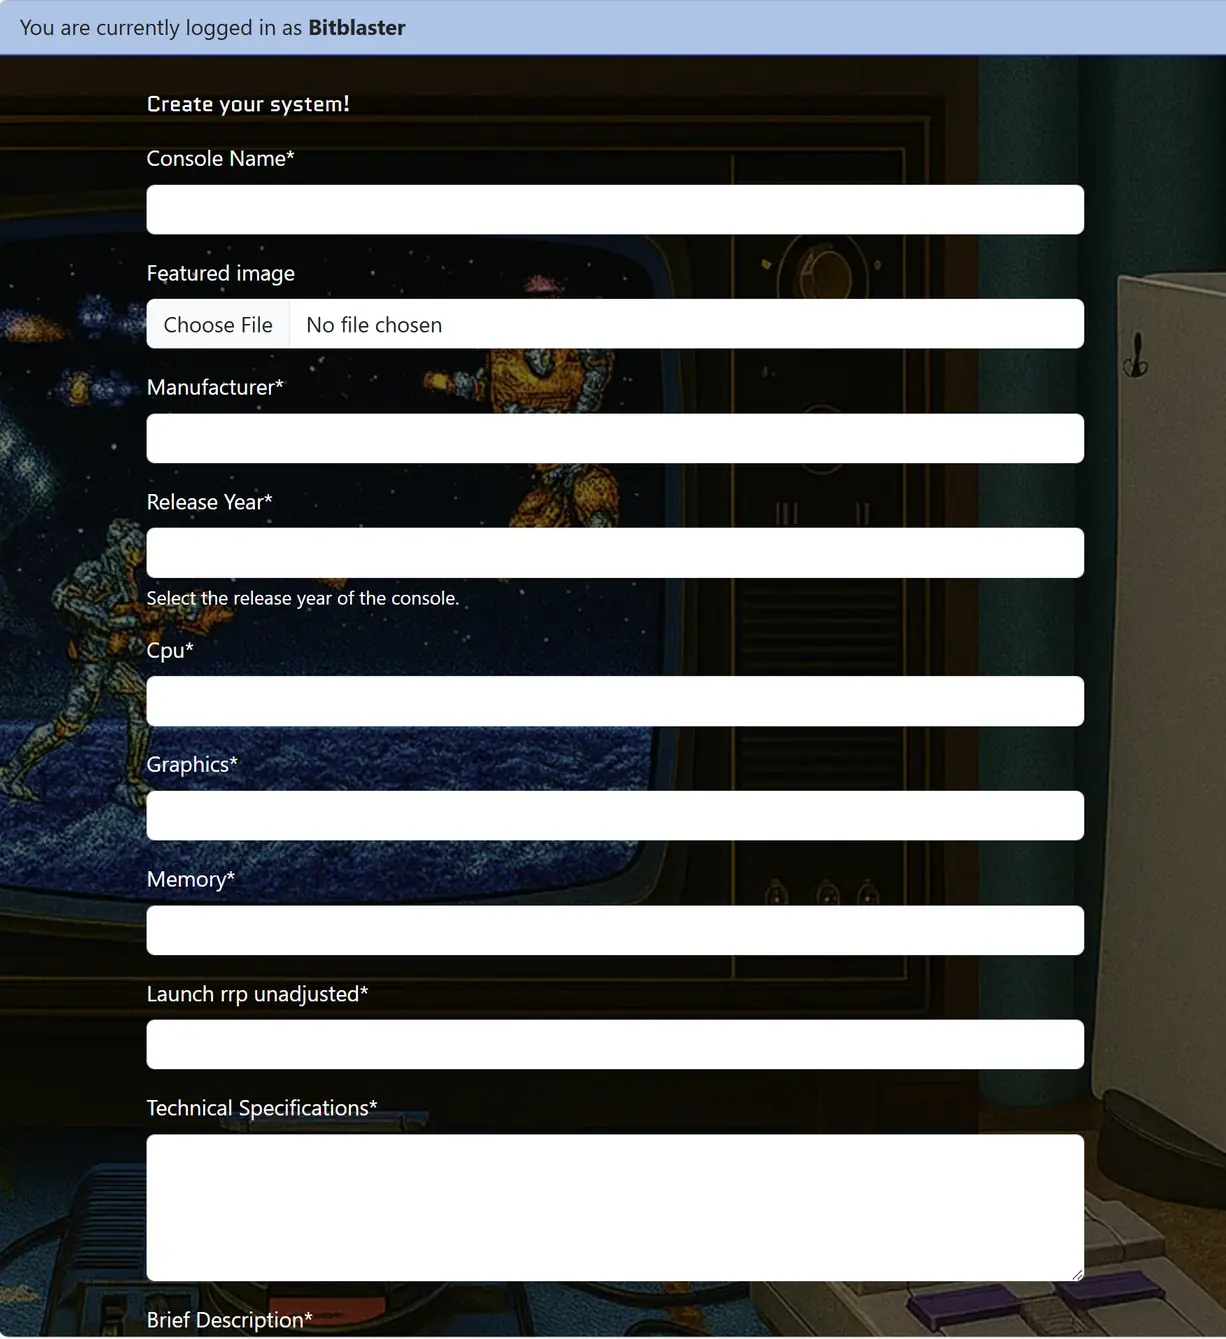 You are currently logged in as Bitblaster
Create your system!
Console Name*
Featured image
Choose File No file chosen
Manufacturer*
Release Year*
Select the release year of the console.
Cpu*
Graphics*
Memory*
Launch rrp unadjusted*
Technical Specifications*
Brief Description*